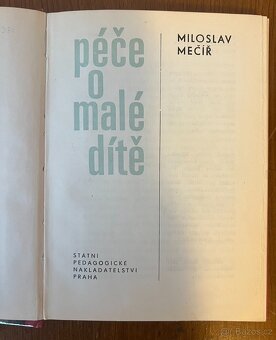 péče
o
malé
dítě
MILOSLAV
MEČÍŘ
STÁTNÍ
PEDAGOGICKÉ
NAKLADATELSTVÍ
PRAHA